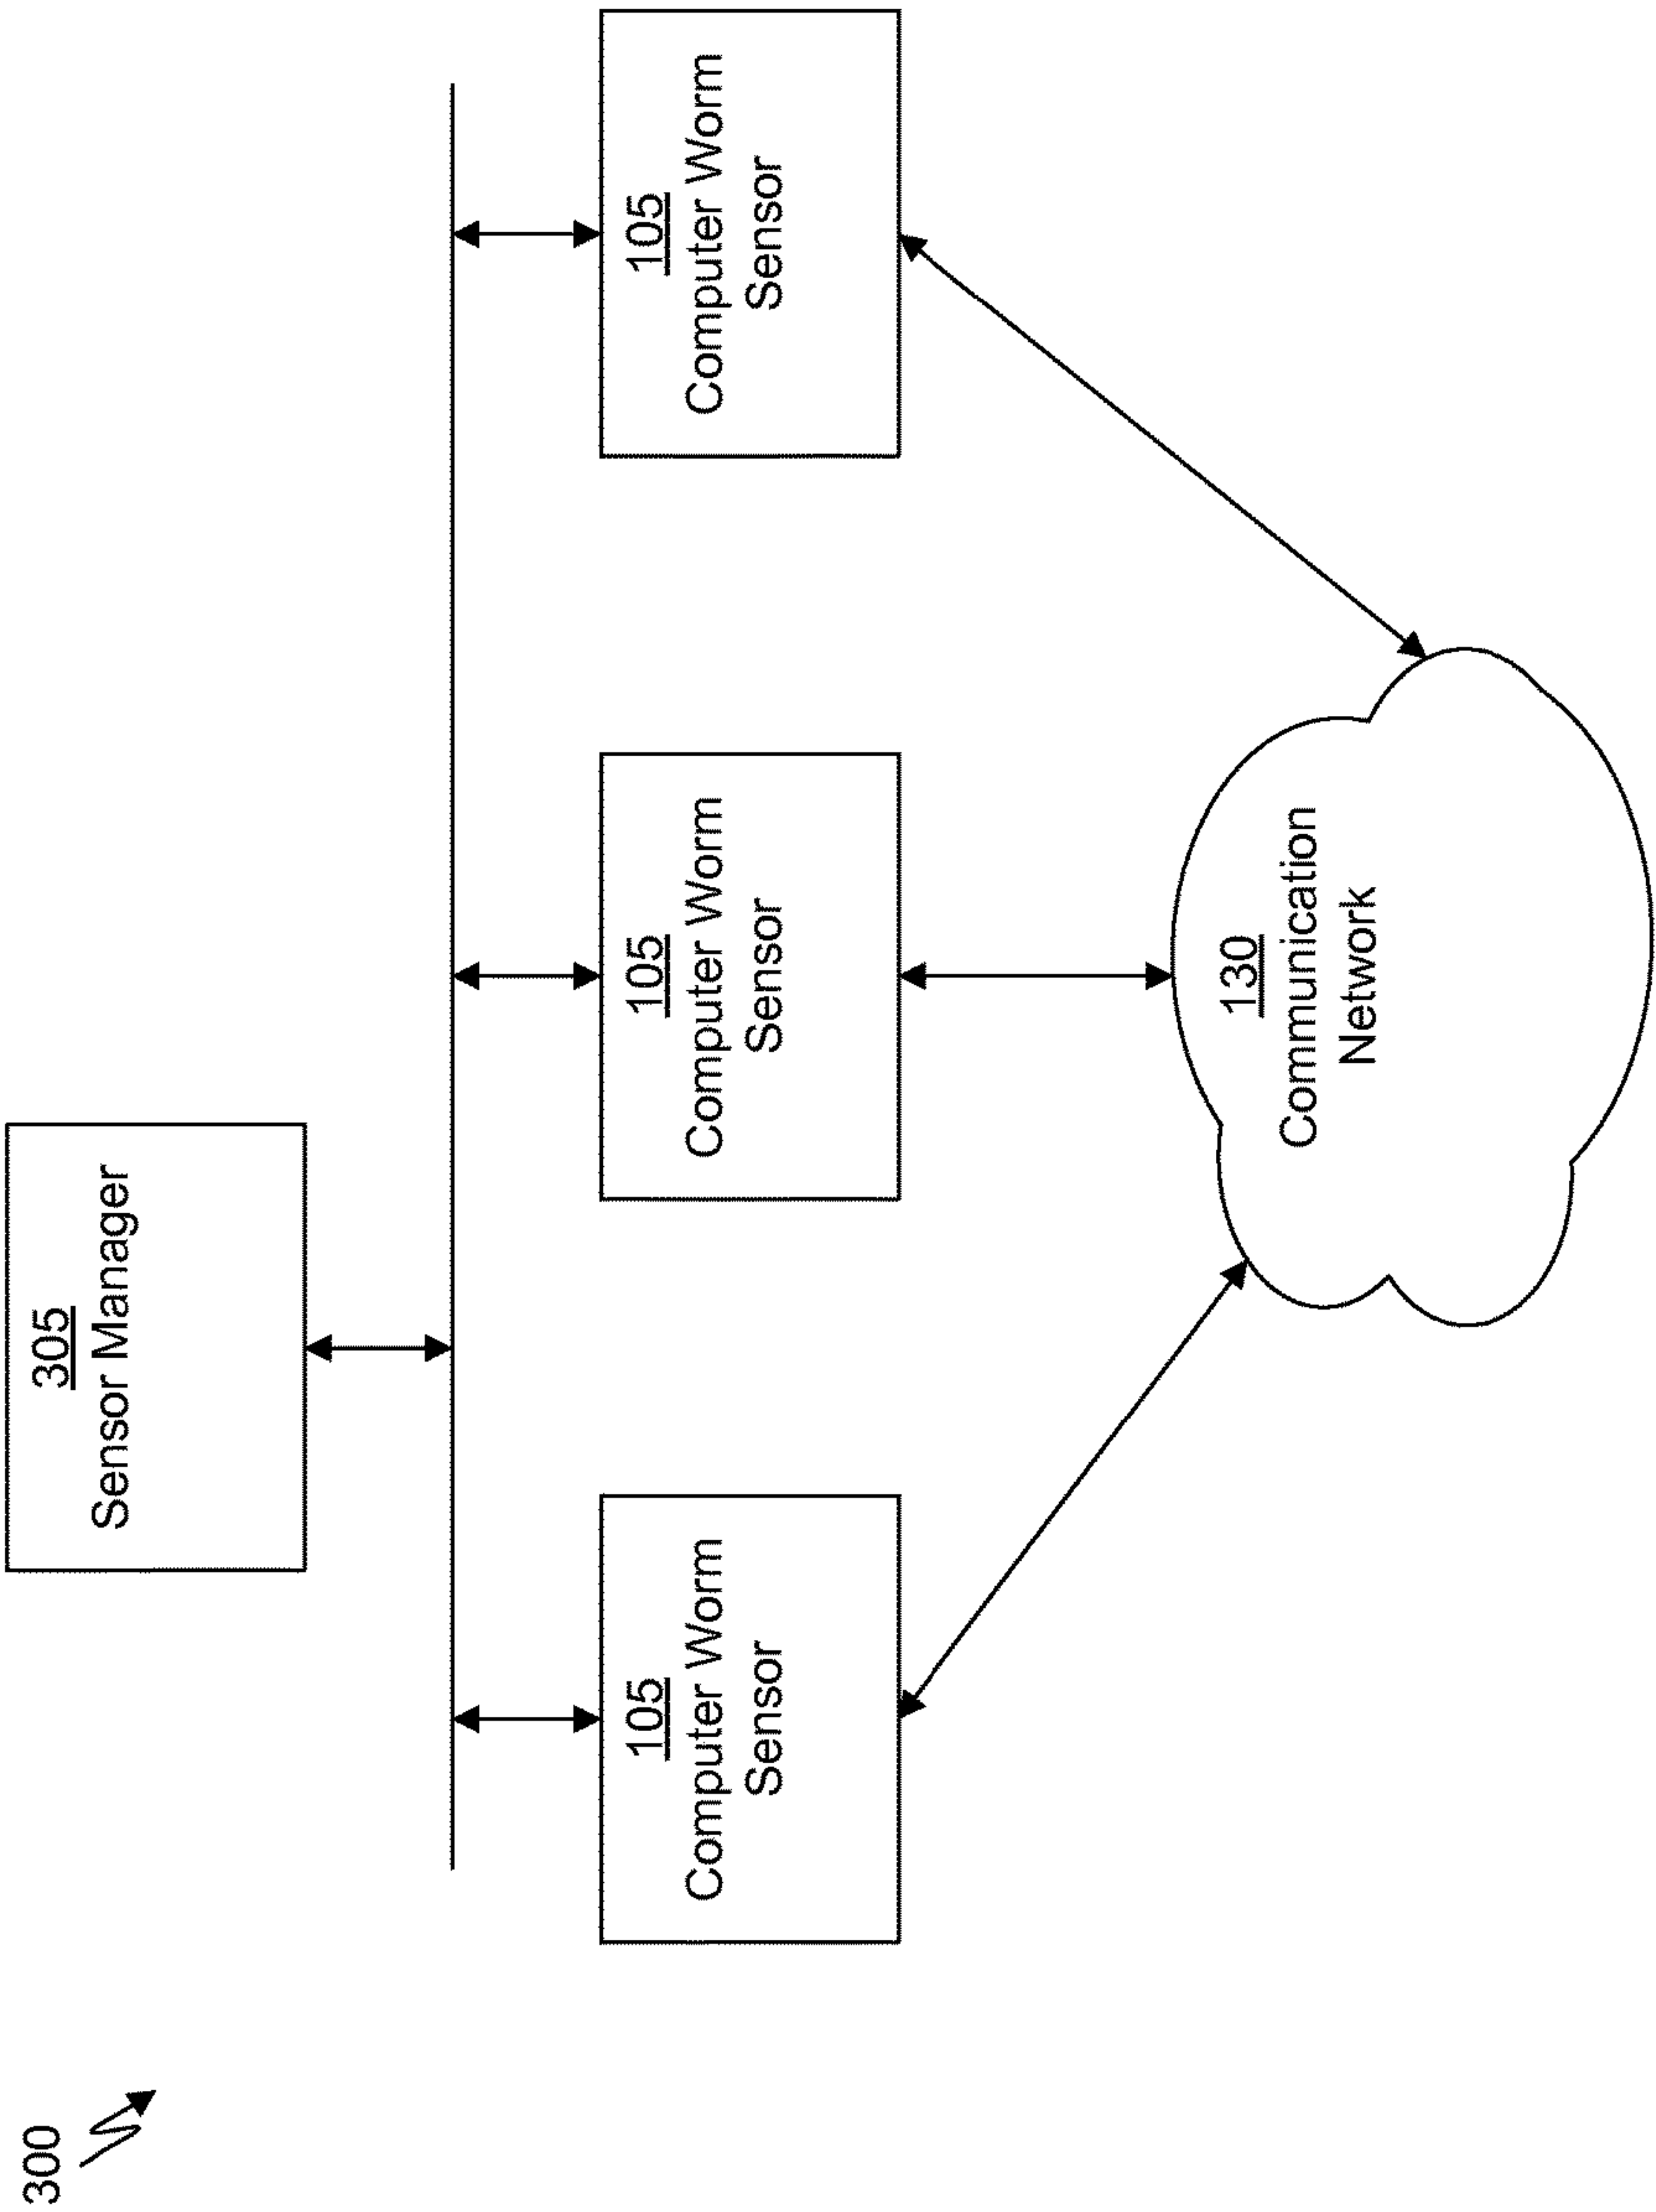 300
305
Sensor Manager
105
Computer Worm
Sensor
105
Computer Worm
Sensor
105
Computer Worm
Sensor
130
Communication
Network